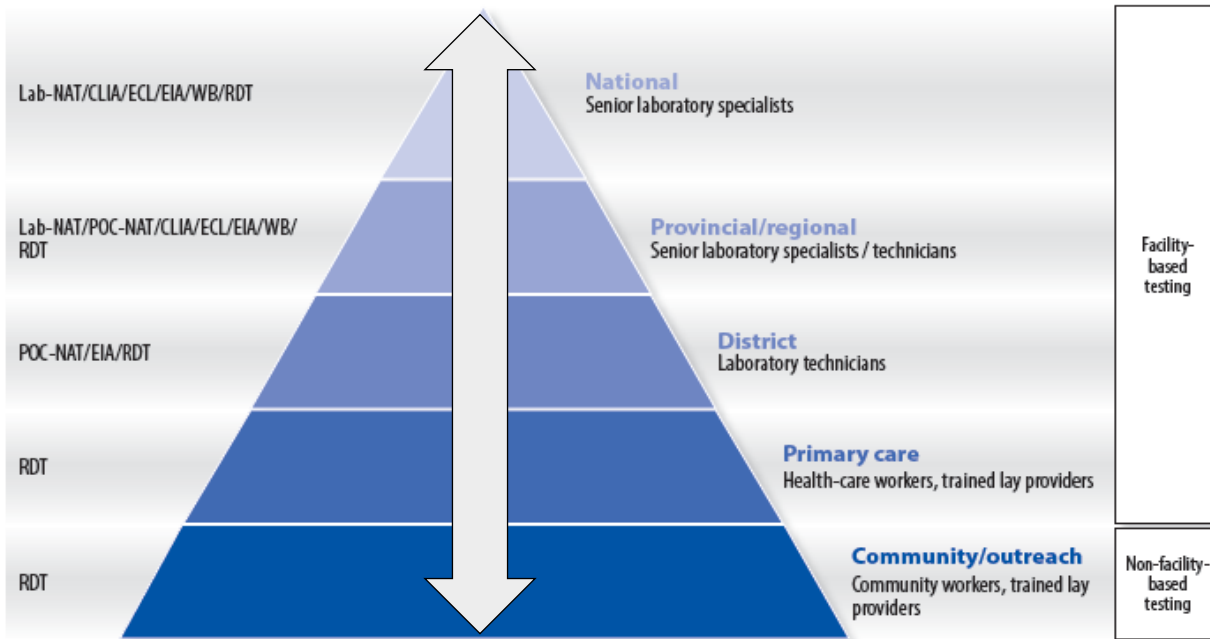 Lab-NAT/CLIA/ECL/EIA/WB/RDT
National
Senior laboratory specialists
Lab-NAT/POC-NAT/CLIA/ECL/EIA/WB/
RDT
Provincial/regional
Senior laboratory specialists / technicians
Facility-
based
testing
POC-NAT/EIA/RDT
District
Laboratory technicians
RDT
Primary care
Health-care workers, trained lay providers
RDT
Community/outreach
Community workers, trained lay
providers
Non-facility-
based
testing